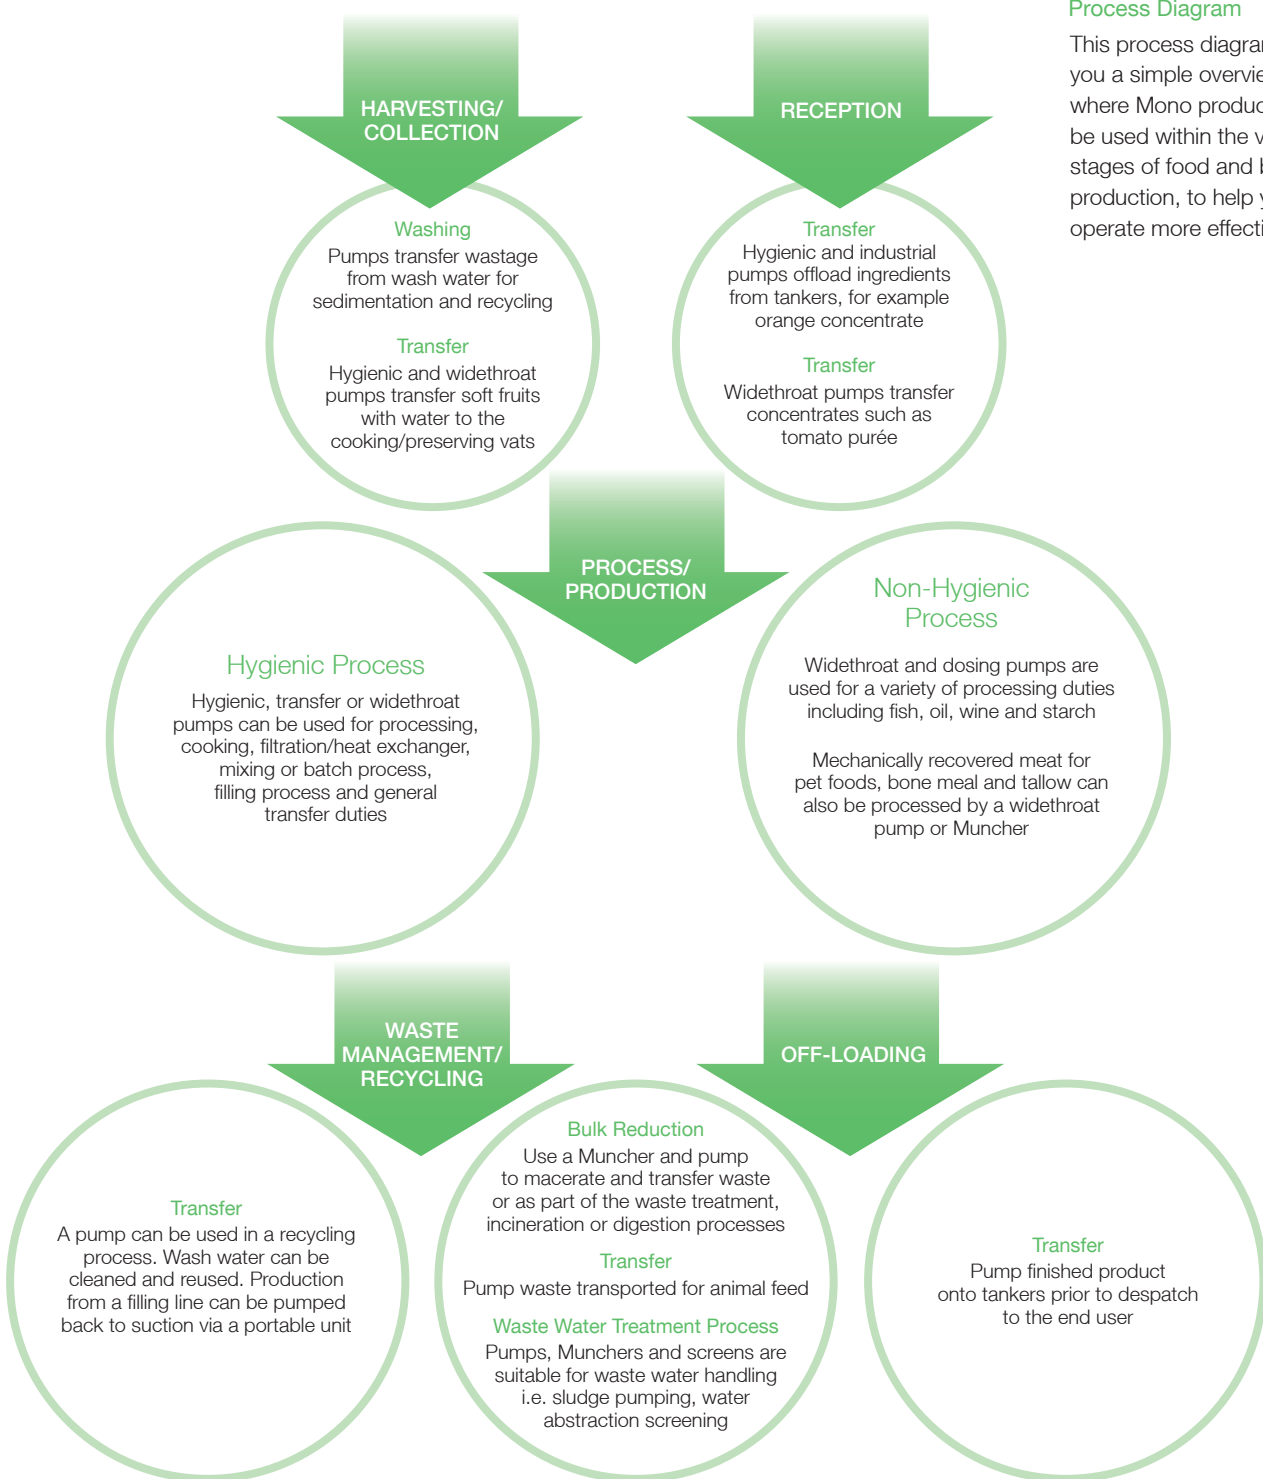 Process Diagram
This process diagra
you a simple overvie
where Mono produc
be used within the v
stages of food and b
production, to help y
operate more effecti
HARVESTING/
COLLECTION
RECEPTION
Washing
Pumps transfer wastage
from wash water for
sedimentation and recycling
Transfer
Hygienic and widethroat
pumps transfer soft fruits
with water to the
cooking/preserving vats
Transfer
Hygienic and industrial
pumps offload ingredients
from tankers, for example
orange concentrate
Transfer
Widethroat pumps transfer
concentrates such as
tomato purée
PROCESS/
PRODUCTION
Hygienic Process
Hygienic, transfer or widethroat
pumps can be used for processing,
cooking, filtration/heat exchanger,
mixing or batch process,
filling process and general
transfer duties
Non-Hygienic
Process
Widethroat and dosing pumps are
used for a variety of processing duties
including fish, oil, wine and starch
Mechanically recovered meat for
pet foods, bone meal and tallow can
also be processed by a widethroat
pump or Muncher
WASTE
MANAGEMENT/
RECYCLING
OFF-LOADING
Transfer
A pump can be used in a recycling
process. Wash water can be
cleaned and reused. Production
from a filling line can be pumped
back to suction via a portable unit
Bulk Reduction
Use a Muncher and pump
to macerate and transfer waste
or as part of the waste treatment,
incineration or digestion processes
Transfer
Pump waste transported for animal feed
Waste Water Treatment Process
Pumps, Munchers and screens are
suitable for waste water handling
i.e. sludge pumping, water
abstraction screening
Transfer
Pump finished product
onto tankers prior to despatch
to the end user